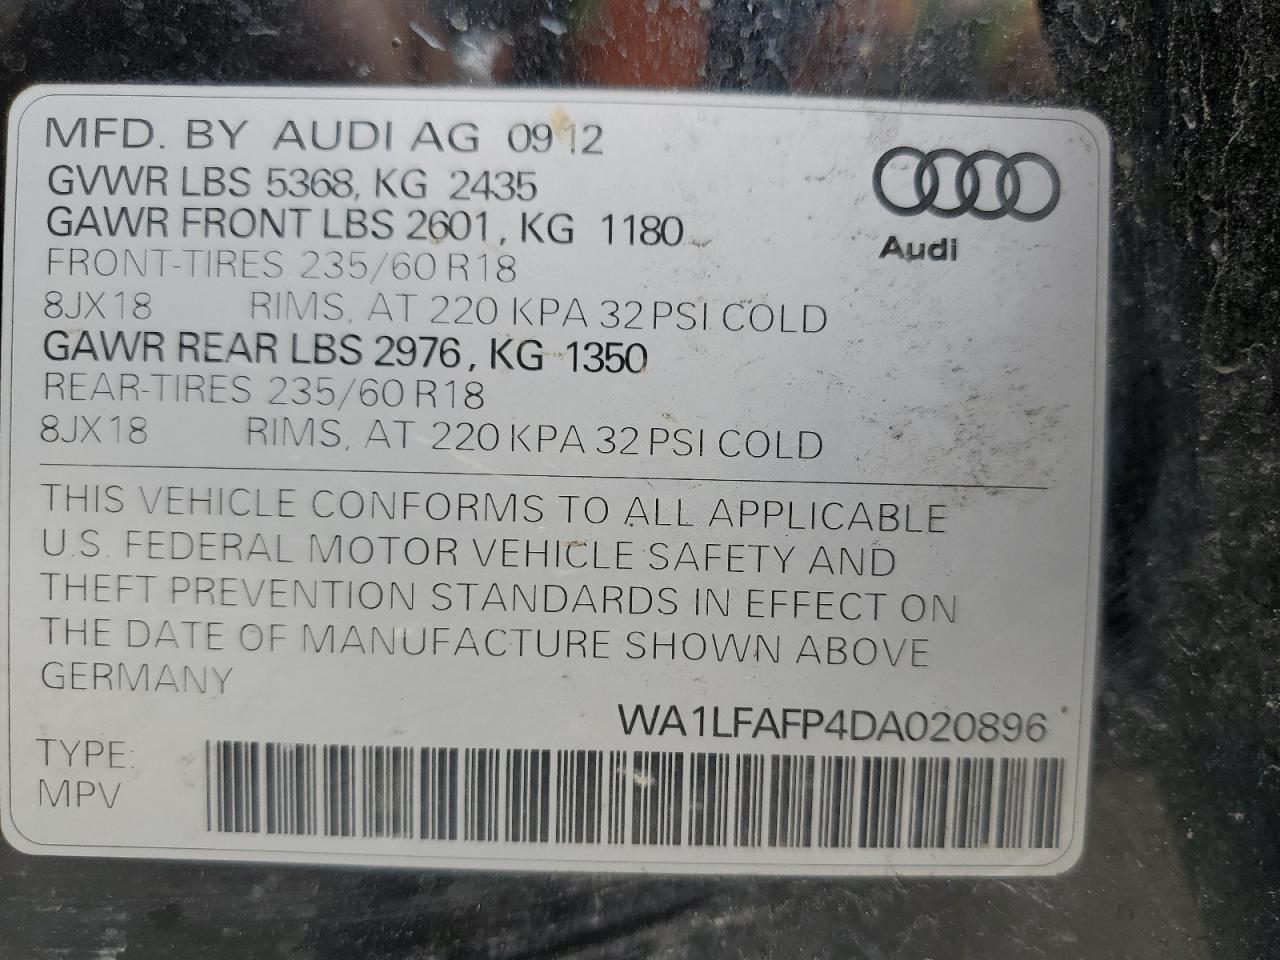 MFD. BY AUDI AG 09 12
GVWR LBS 5368, KG 2435
GAWR FRONT LBS 2601, KG 1180
FRONT-TIRES 235/60 R18
8JX18 RIMS, AT 220 KPA 32 PSI COLD
GAWR REAR LBS 2976, KG 1350
REAR-TIRES 235/60 R18
8JX18 RIMS, AT 220 KPA 32 PSI COLD
Audi
THIS VEHICLE CONFORMS TO ALL APPLICABLE
U.S. FEDERAL MOTOR VEHICLE SAFETY AND
THEFT PREVENTION STANDARDS IN EFFECT ON
THE DATE OF MANUFACTURE SHOWN ABOVE
GERMANY
WA1LFAFP4DA020896
TYPE:
MPV